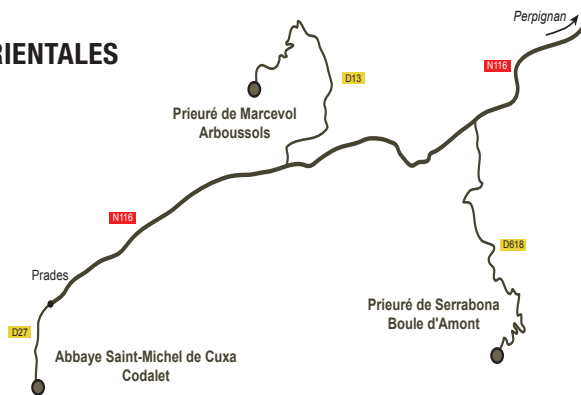 Perpignan
RIENTALES
N116
D13
Prieuré de Marcevol
Arboussols
N116
D618
Prades
Prieuré de Serrabona
Boule d'Amont
D27
Abbaye Saint-Michel de Cuxa
Codalet